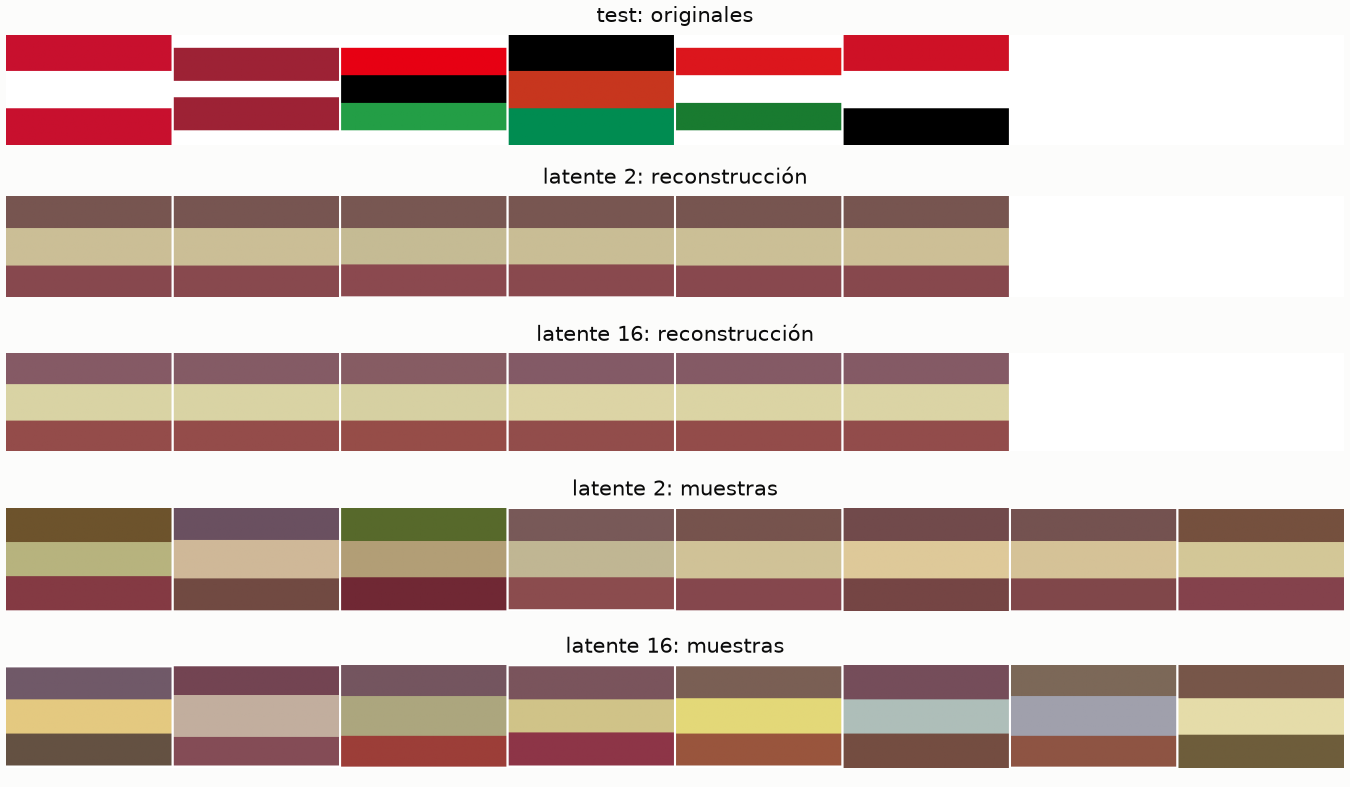 test: originales
latente 2: reconstrucción
latente 16: reconstrucción
latente 2: muestras
latente 16: muestras